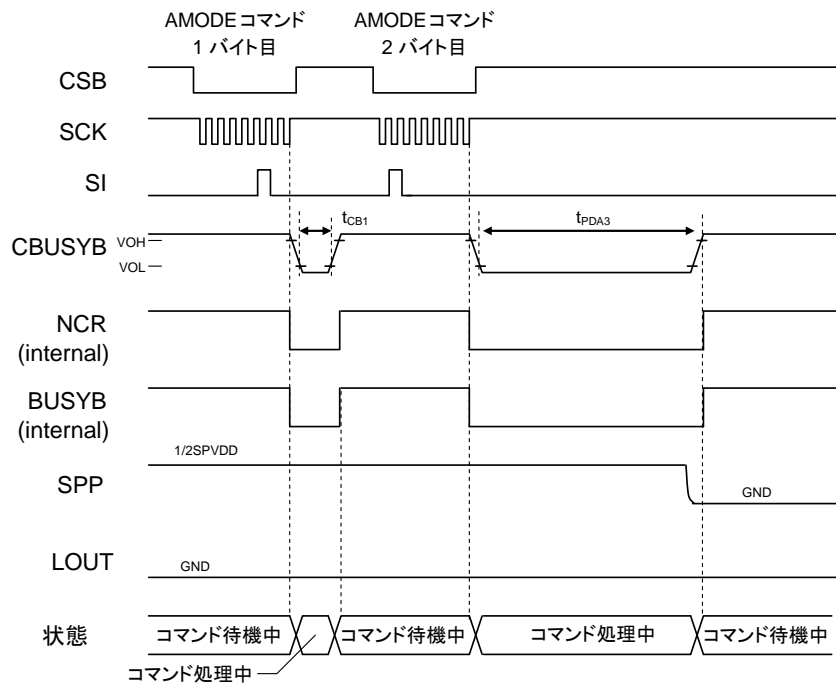 AMODEコマンド
1 バイト目
AMODEコマンド
2 バイト目
CSB
SCK
SI
tCB1
tPDA3
CBUSYB
VOH
VOL
NCR
(internal)
BUSYB
(internal)
1/2SPVDD
SPP
GND
LOUT
GND
状態
コマンド待機中
コマンド待機中
コマンド処理中
コマンド待機中
コマンド処理中